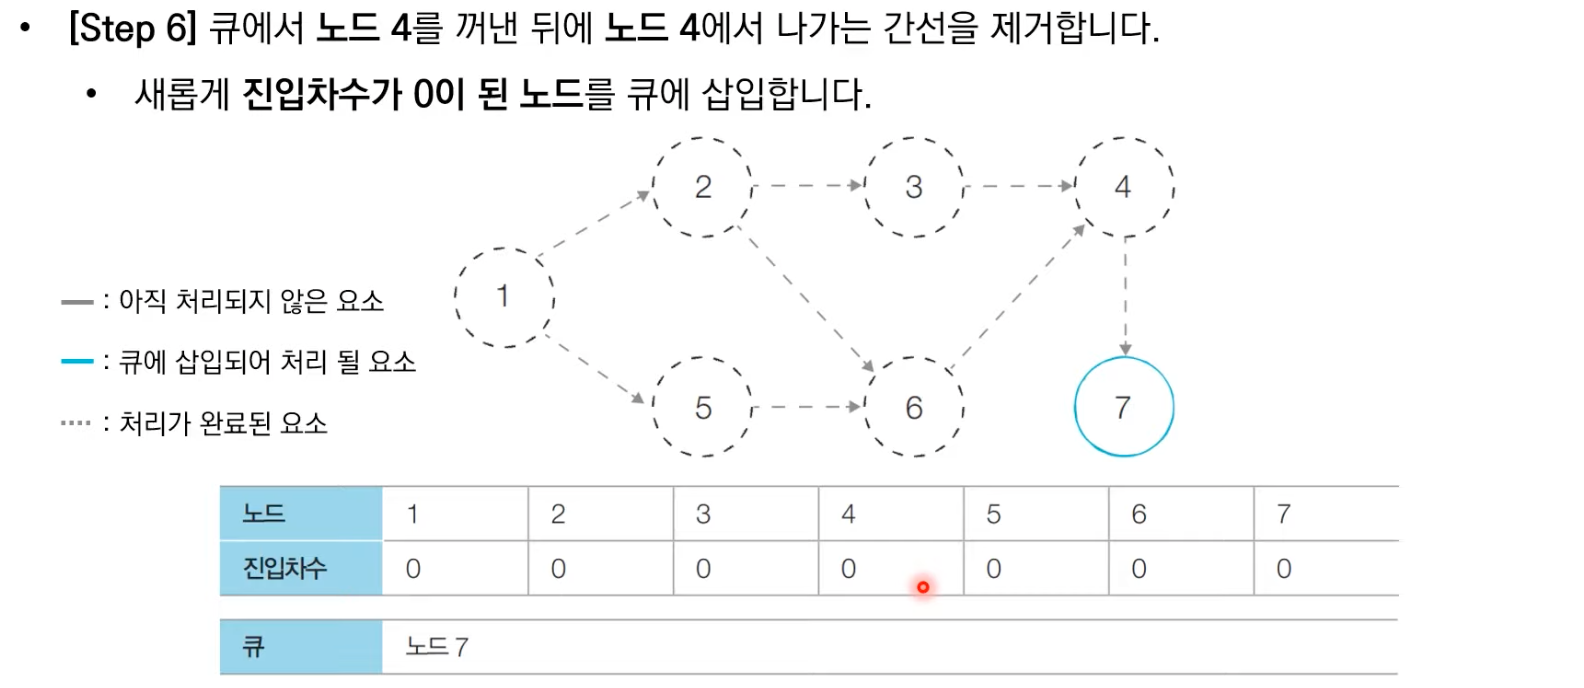 • [Step 6] 큐에서 노드 4를 꺼낸 뒤에 노드 4에서 나가는 간선을 제거합니다.
• 새롭게 진입차수가 0이 된 노드를 큐에 삽입합니다.
2 3 4
1
: 아직 처리되지 않은 요소
: 큐에 삽입되어 처리 될 요소
: 처리가 완료된 요소
5 6 7
노드 1 2 3 4 5 6 7
진입차수 0 0 0 0 0 0 0
큐 노드 7